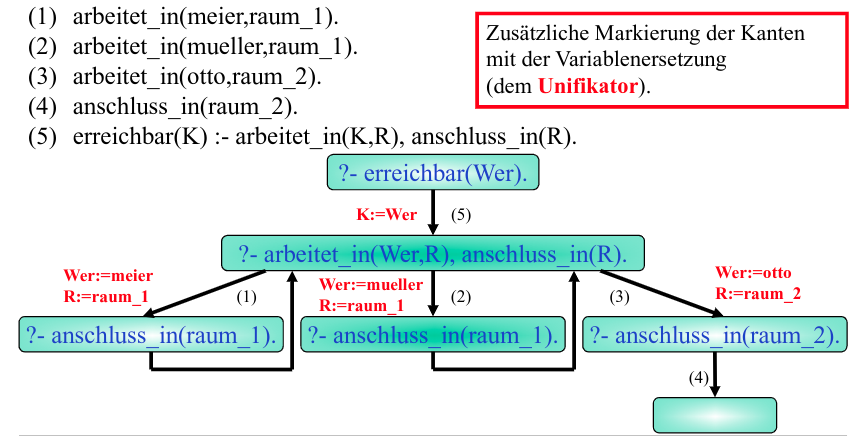 (1) arbeitet_in(meier,raum_1).
(2) arbeitet_in(mueller,raum_1).
(3) arbeitet_in(otto,raum_2).
(4) anschluss_in(raum_2).
(5) erreichbar(K) :- arbeitet_in(K,R), anschluss_in(R).
Zusätzliche Markierung der Kanten
mit der Variablenersetzung
(dem Unifikator).
?- erreichbar(Wer).
K:=Wer
(5)
?- arbeitet_in(Wer,R), anschluss_in(R).
Wer:=meier
R:=raum_1
(1)
Wer:=mueller
R:=raum_1
(2)
(3)
Wer:=otto
R:=raum_2
?- anschluss_in(raum_1).
?- anschluss_in(raum_1).
?- anschluss_in(raum_2).
(4)